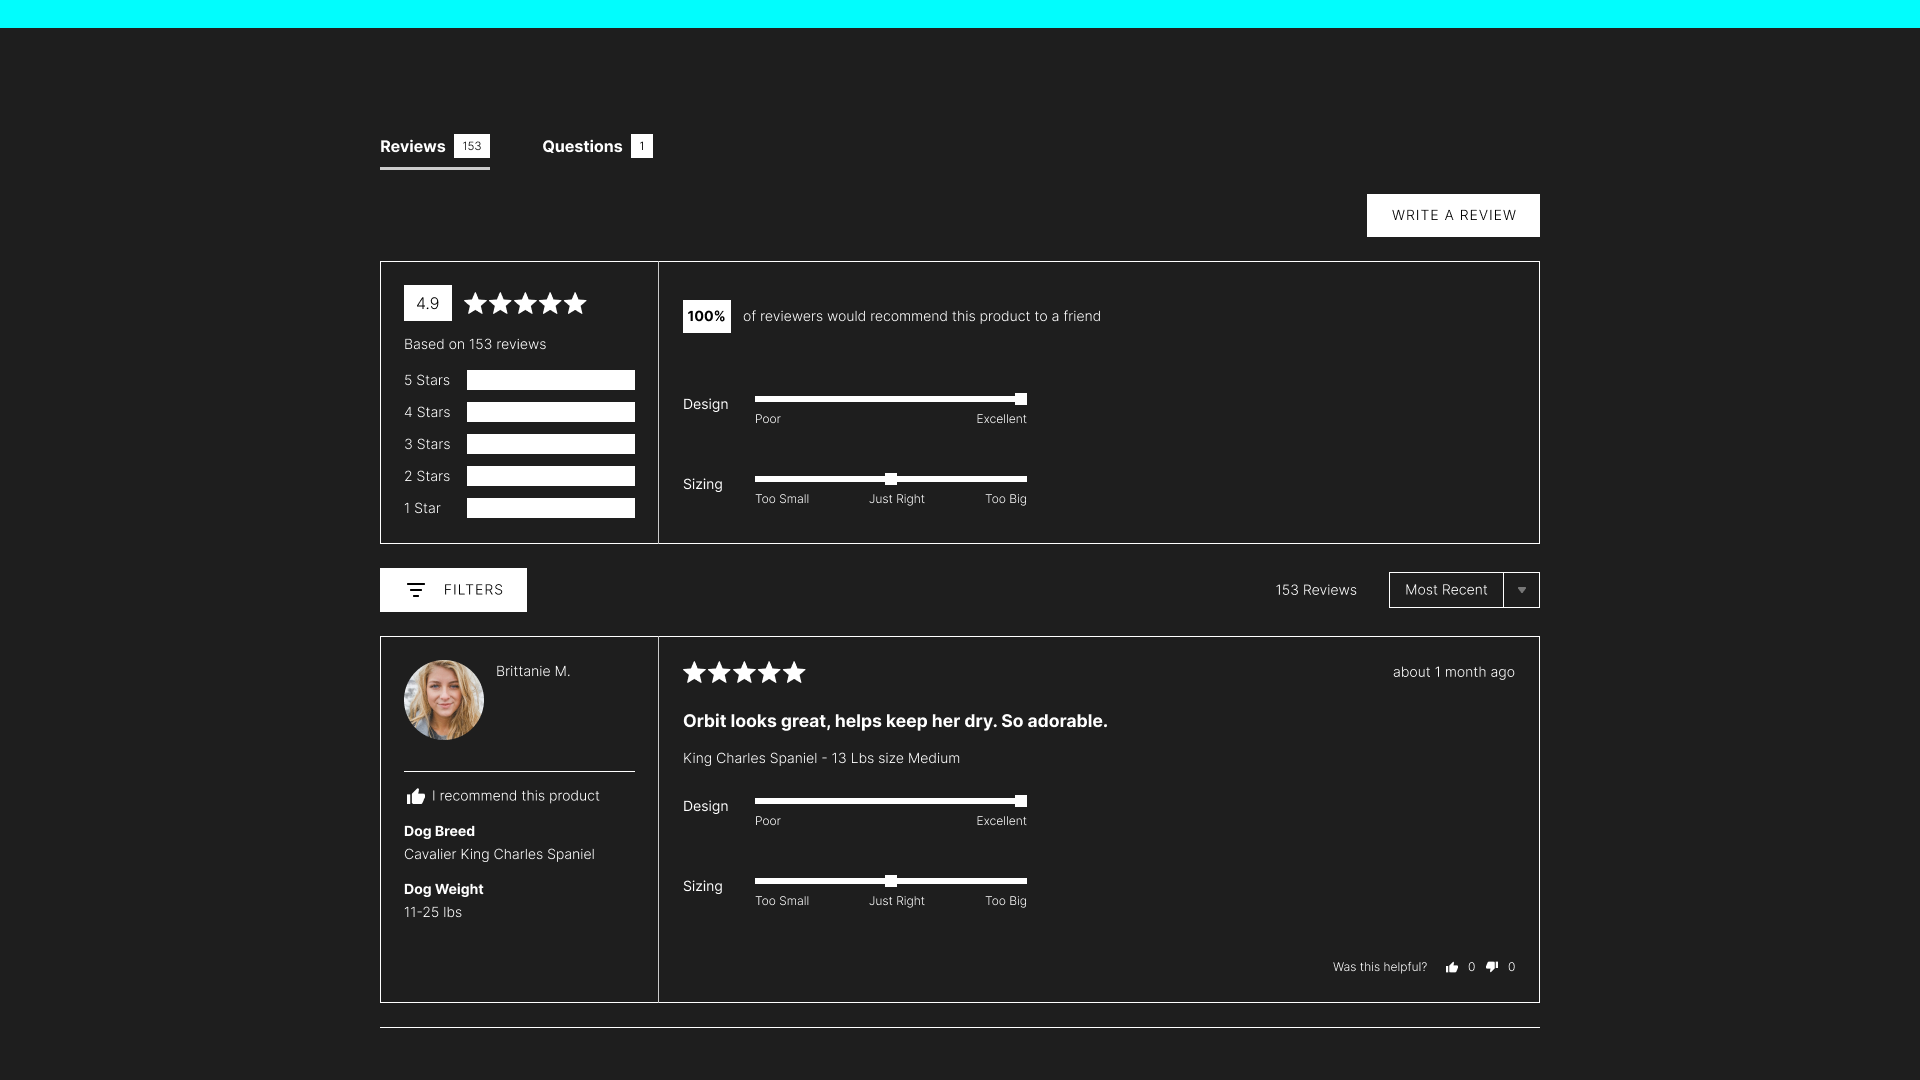 Reviews 153
Questions 1
WRITE A REVIEW
4.9
Based on 153 reviews
5 Stars
4 Stars
3 Stars
2 Stars
1 Star
100% of reviewers would recommend this product to a friend
Design
Poor Excellent
Sizing
Too Small Just Right Too Big
FILTERS
153 Reviews
Most Recent
Brittanie M.
I recommend this product
Dog Breed
Cavalier King Charles Spaniel
Dog Weight
11-25 lbs
about 1 month ago
Orbit looks great, helps keep her dry. So adorable.
King Charles Spaniel - 13 Lbs size Medium
Design
Poor Excellent
Sizing
Too Small Just Right Too Big
Was this helpful? 0 0